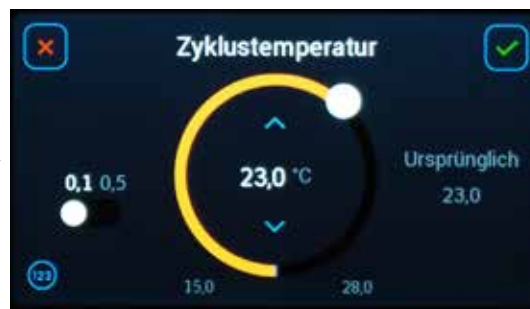 Zyklustemperatur
0,1 0,5
23,0 °C
Ursprünglich
23,0
123
15,0
28,0